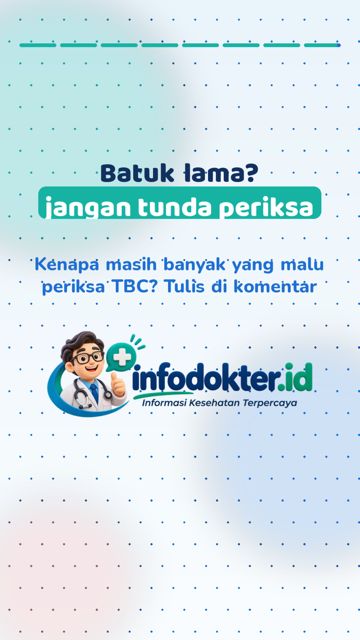 Batuk lama?
jangan tunda periksa
Kenapa masih banyak yang malu
periksa TBC? Tulis di komentar
infodokter.id
Informasi Kesehatan Terpercaya